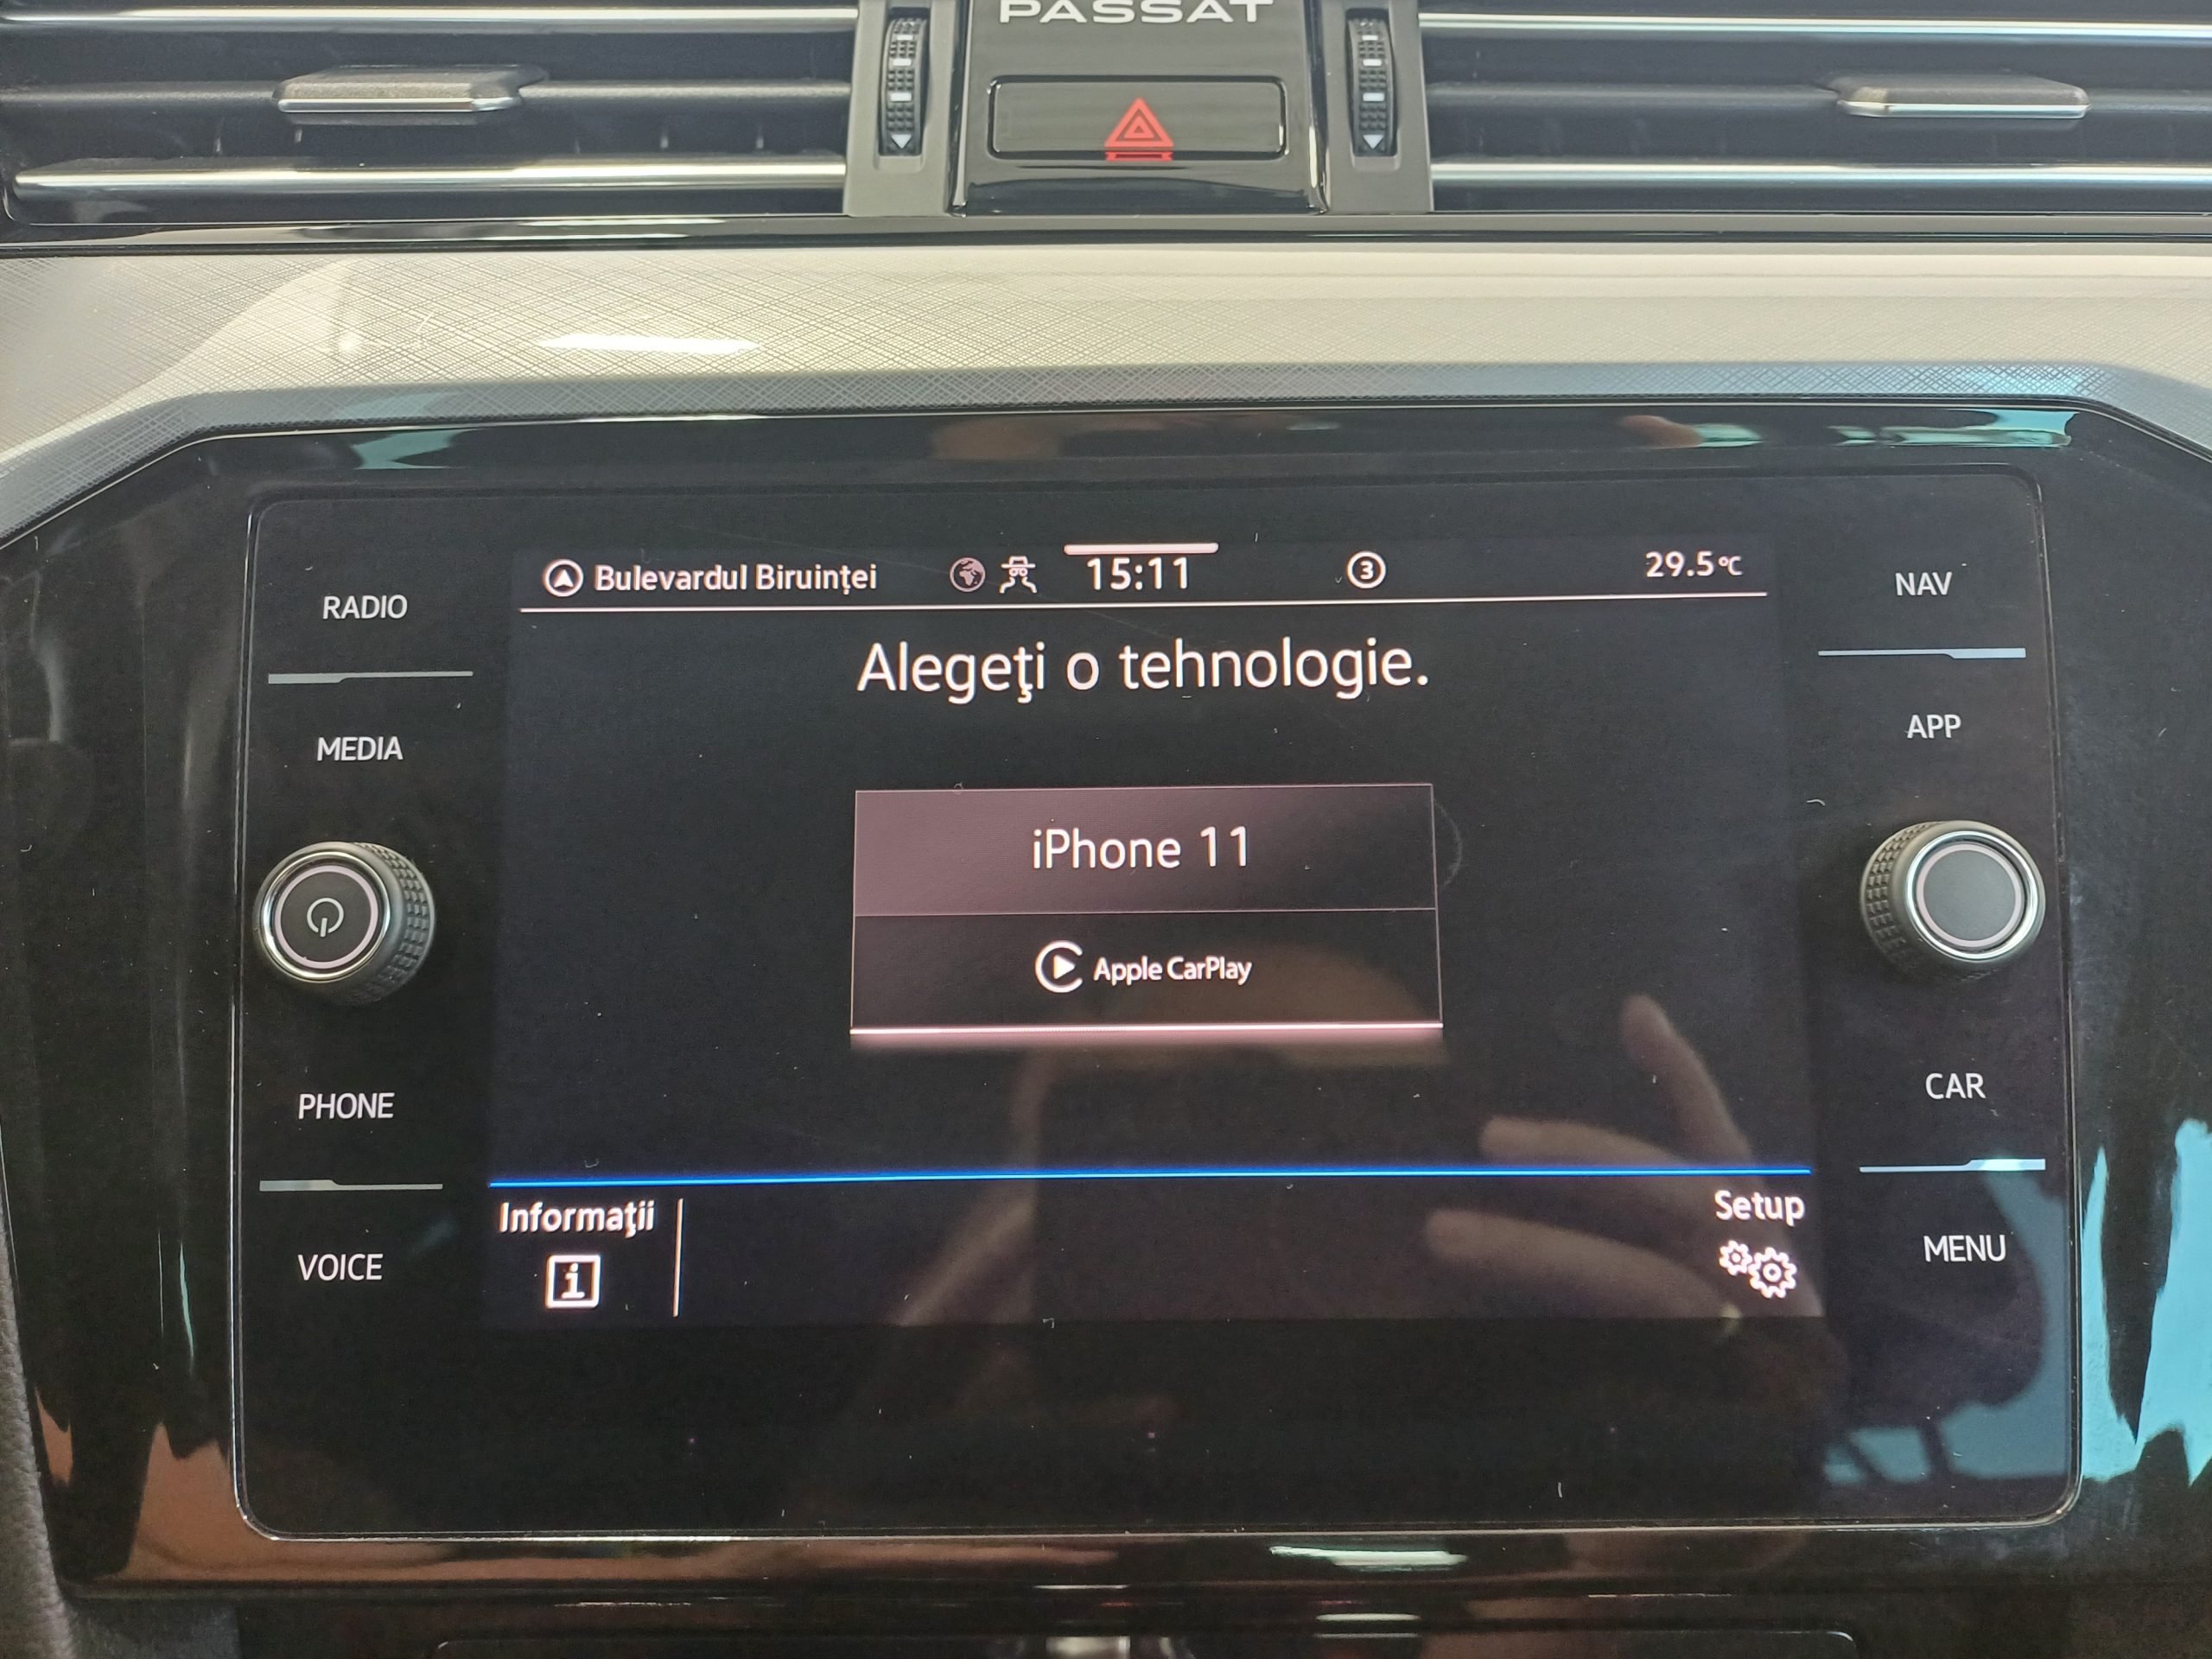 PASSAT
Bulevardul Biruinței 15:11 3 29.5°C
RADIO
MEDIA
PHONE
VOICE
Alegeţi o tehnologie.
iPhone 11
Apple CarPlay
Informaţii
Setup
NAV
APP
CAR
MENU